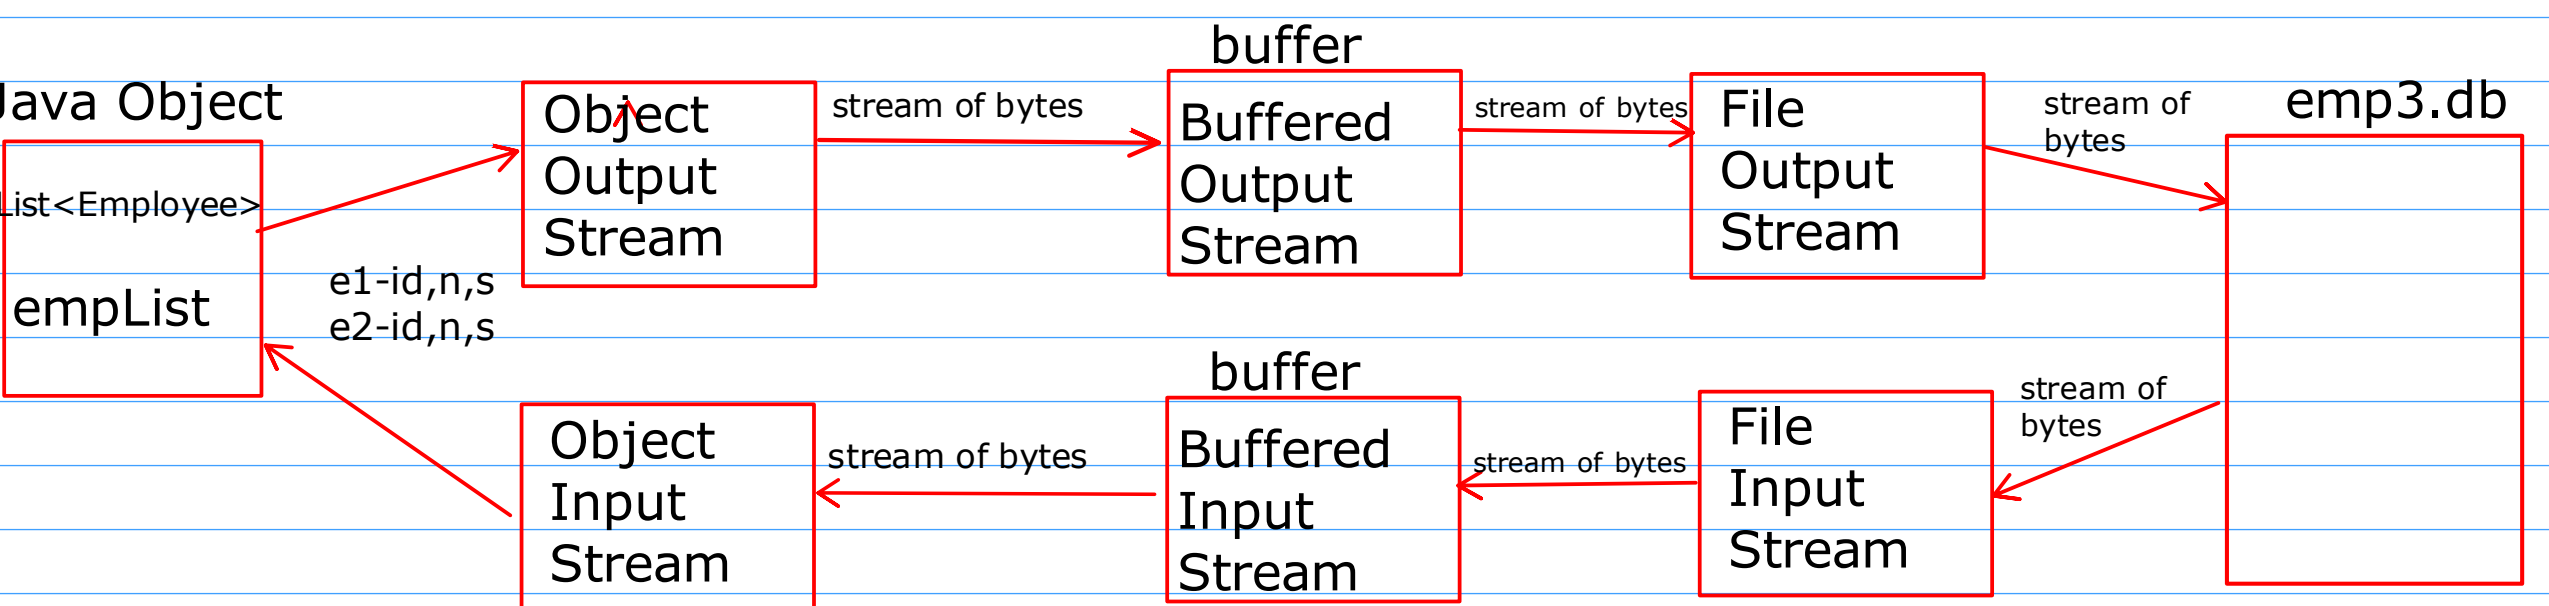 buffer
Java Object
Object
Output
Stream
stream of bytes
Buffered
Output
Stream
stream of bytes
File
Output
Stream
stream of
bytes
emp3.db
List<Employee>
empList
e1-id,n,s
e2-id,n,s
buffer
Object
Input
Stream
stream of bytes
Buffered
Input
Stream
stream of bytes
File
Input
Stream
stream of
bytes